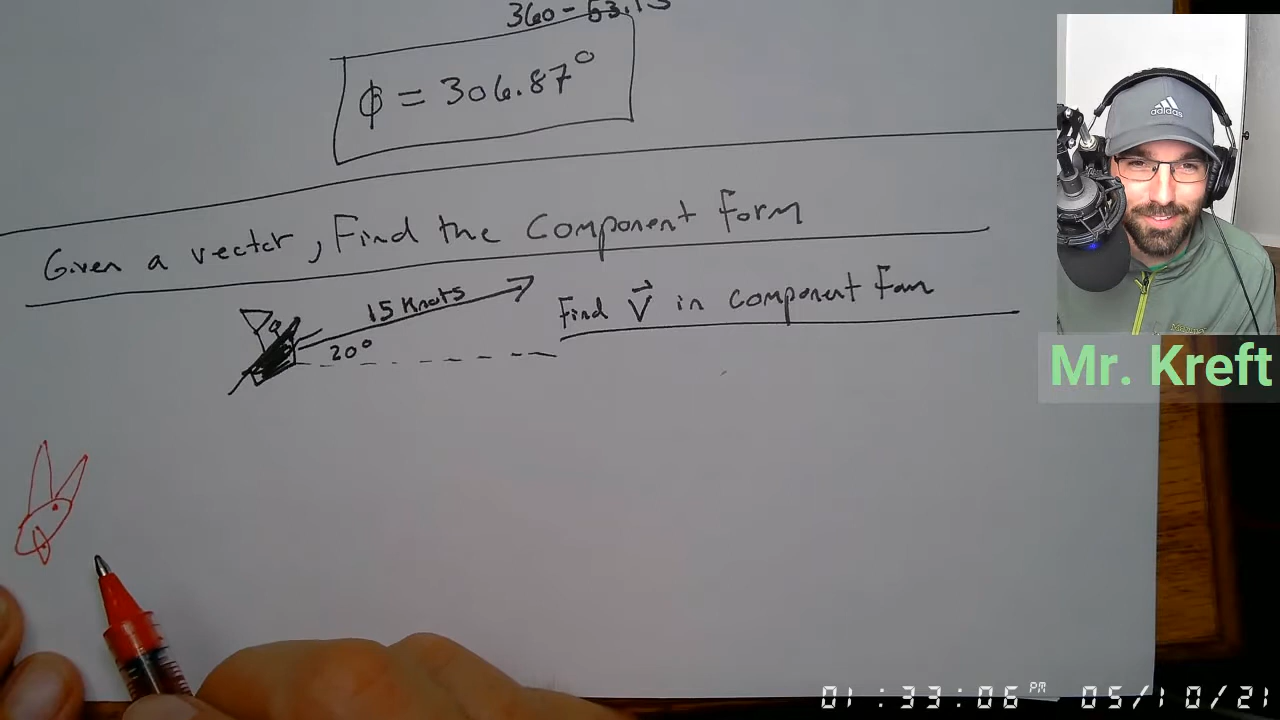 360 - 53.13
φ = 306.87°
Given a vector, Find the Component Form
15 Knots
20°
Find V⃗ in component Form
adidas
Mr. Kreft
01:33:06 PM 05/10/21